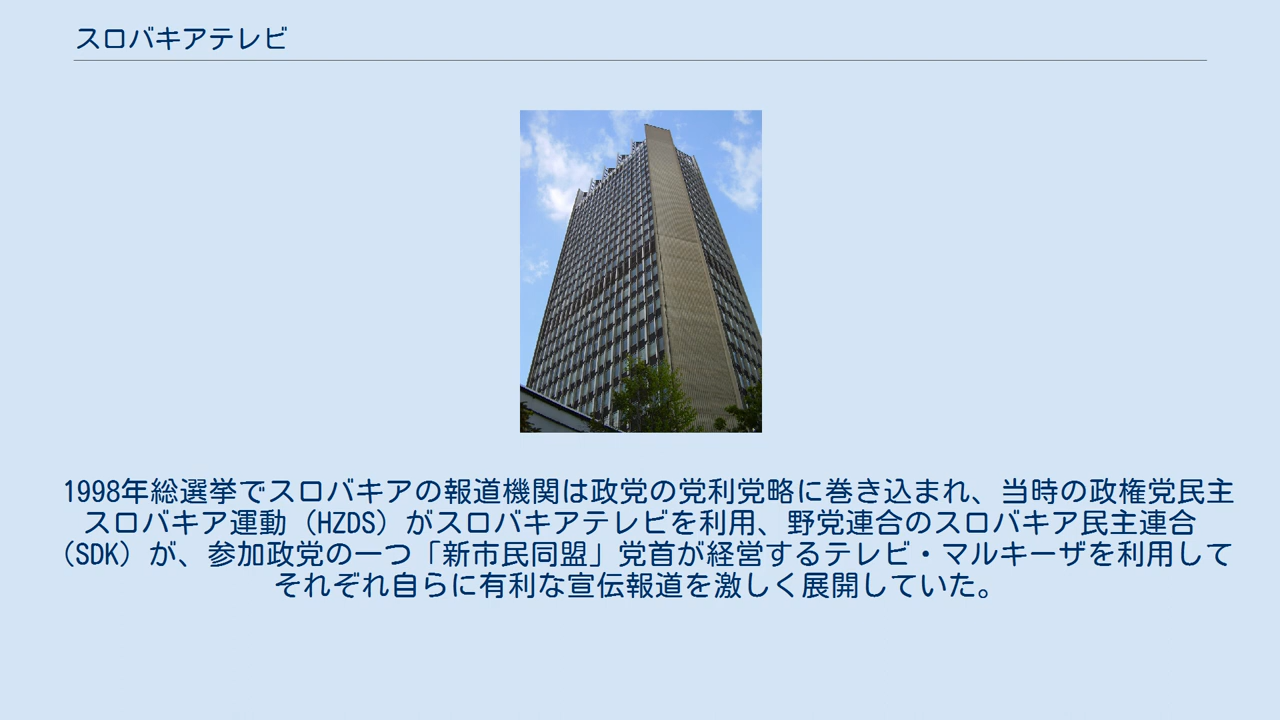 スロバキアテレビ
1998年総選挙でスロバキアの報道機関は政党の党利党略に巻き込まれ、当時の政権党民主
スロバキア運動（HZDS）がスロバキアテレビを利用、野党連合のスロバキア民主連合
（SDK）が、参加政党の一つ「新市民同盟」党首が経営するテレビ・マルキーザを利用して
それぞれ自らに有利な宣伝報道を激しく展開していた。